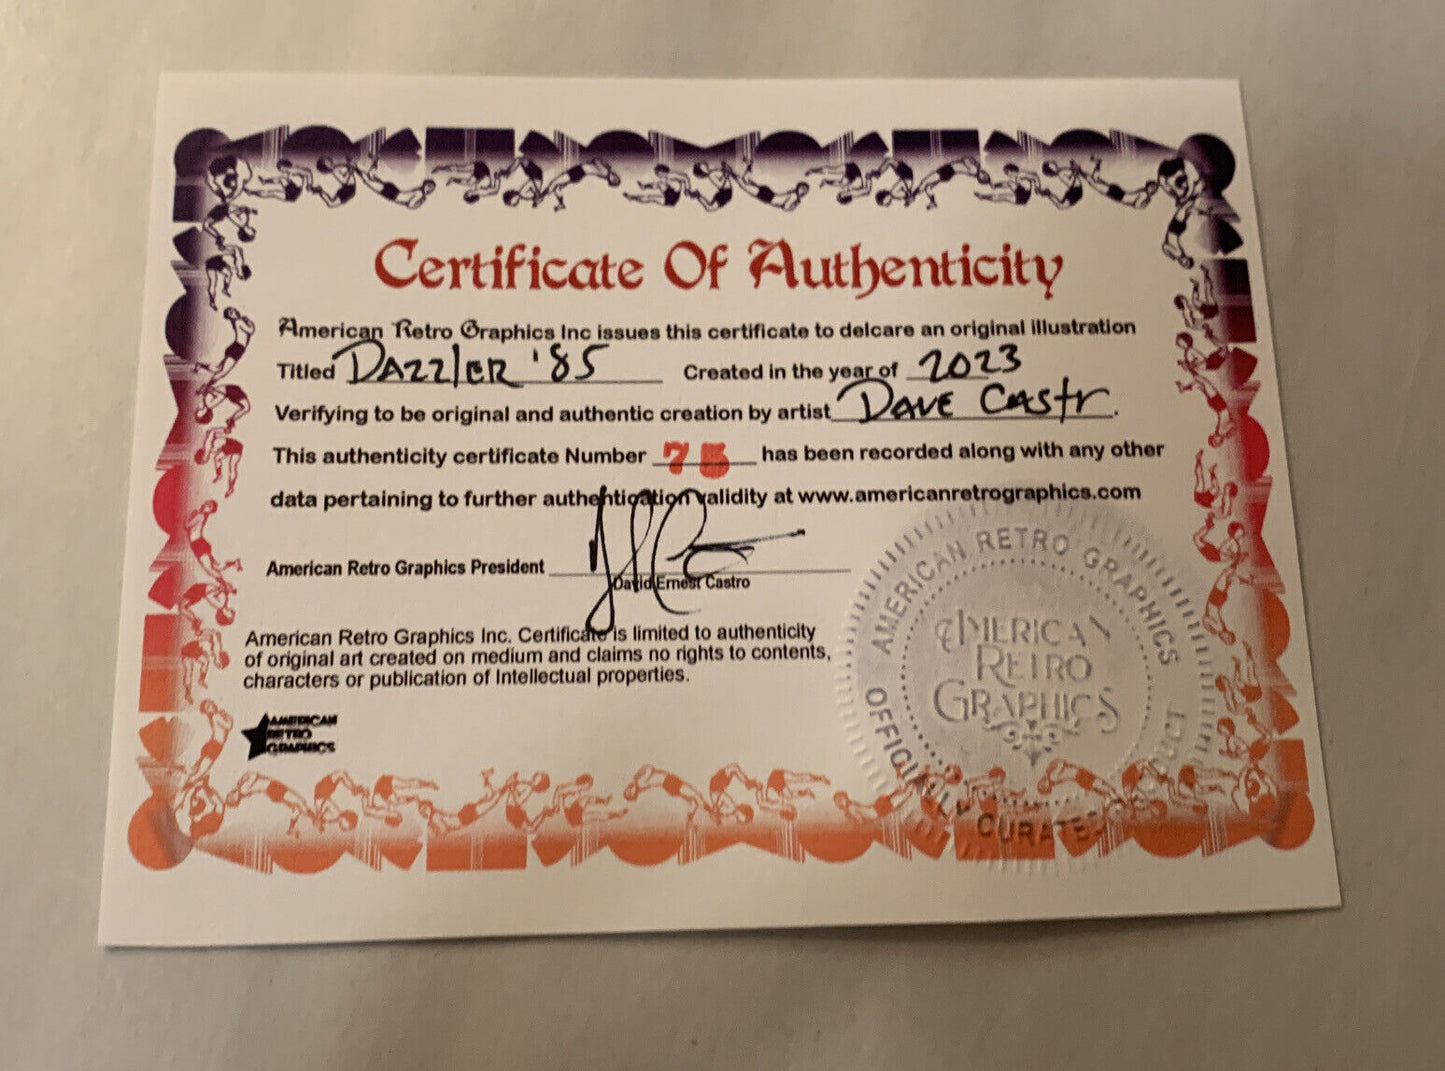 Certificate Of Authenticity
American Retro Graphics Inc issues this certificate to delcare an original illustration
Titled DAZZLER '85 Created in the year of 2023
Verifying to be original and authentic creation by artist DAVE CASTR.
This authenticity certificate Number 75 has been recorded along with any other
data pertaining to further authentication validity at www.americanretrographics.com
American Retro Graphics President
David Ernest Castro
American Retro Graphics Inc. Certificate is limited to authenticity
of original art created on medium and claims no rights to contents,
characters or publication of Intellectual properties.
AMERICAN
RETRO
GRAPHICS
AMERICAN RETRO GRAPHICS
AMERICAN
RETRO
GRAPHICS
OFFICIALLY CURATED PRODUCT